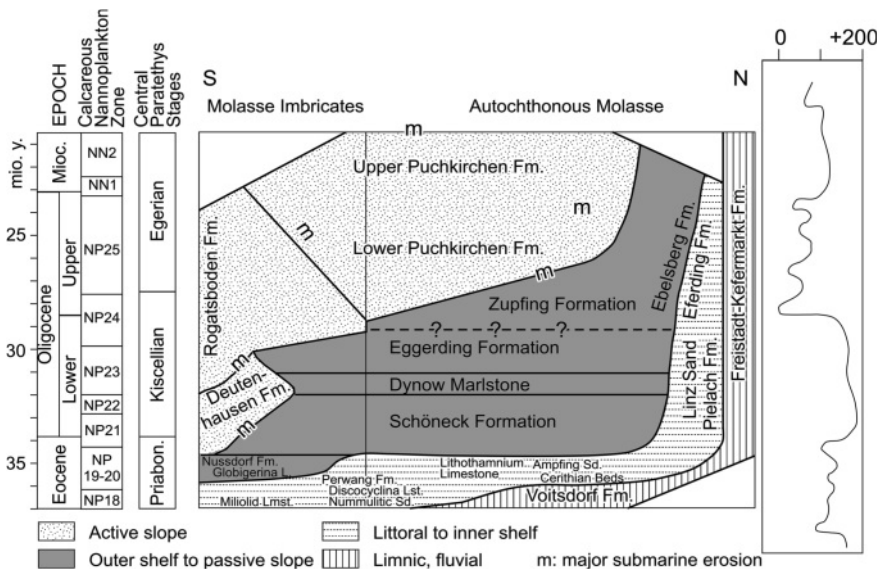 0 +200
S N
EPOCH
Calcareous
Nannoplankton
Zone
Central
Paratethys
Stages
Molasse Imbricates Autochthonous Molasse
mio. y.
25
30
35
Mioc.
Oligocene
Upper
Lower
Eocene
NN2
NN1
NP25
NP24
NP23
NP22
NP21
NP
19-20
NP18
Egerian
Kiscellian
Priabon.
m
Upper Puchkirchen Fm.
m
m
Lower Puchkirchen Fm.
m
Rogatsboden Fm.
Zupfing Formation
Ebelsberg Fm.
Eferding Fm.
Freistadt-Kefermarkt Fm.
? ? ?
Eggerding Formation
m
Deuten-
hausen Fm.
Dynow Marlstone
Linz Sand
Pielach Fm.
Schöneck Formation
m
Nussdorf Fm.
Globigerina L.
Lithothamnium
Limestone
Ampfing Sd.
Cerithian Beds
Perwang Fm.
Discocyclina Lst.
Nummulitic Sd.
Miliolid Lmst.
Voitsdorf Fm.
Active slope
Littoral to inner shelf
Outer shelf to passive slope
Limnic, fluvial
m: major submarine erosion